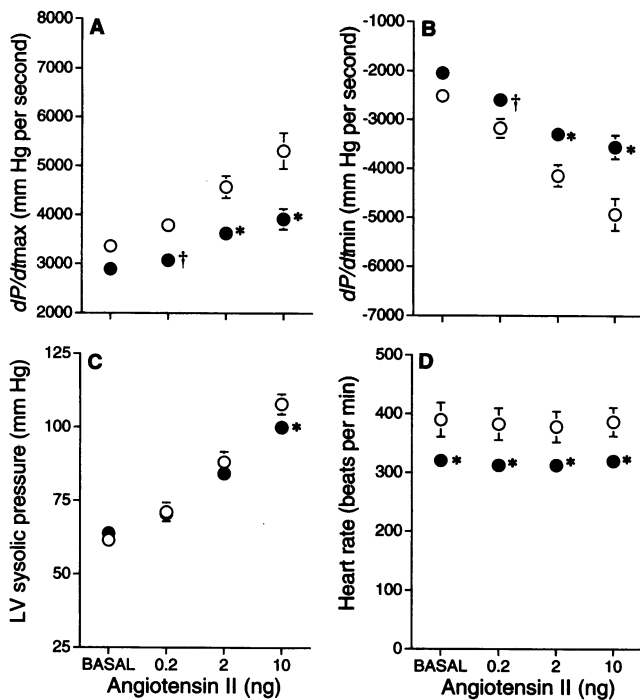 A
8000
7000
6000
5000
4000
3000
2000
dP/dtmax (mm Hg per second)
†
*
*
B
-1000
-2000
-3000
-4000
-5000
-6000
-7000
dP/dtmin (mm Hg per second)
†
*
*
C
125
100
75
50
25
LV sysolic pressure (mm Hg)
*
BASAL 0.2 2 10
Angiotensin II (ng)
D
500
400
300
200
100
0
Heart rate (beats per min)
* * * *
BASAL 0.2 2 10
Angiotensin II (ng)